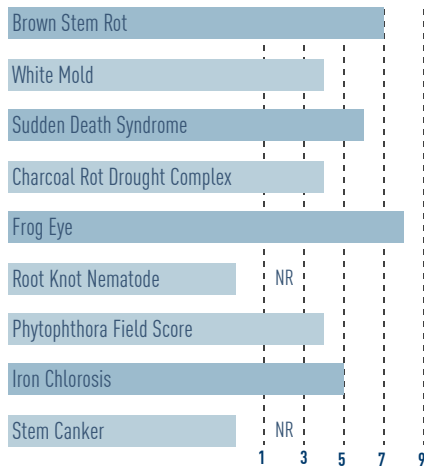 Brown Stem Rot
White Mold
Sudden Death Syndrome
Charcoal Rot Drought Complex
Frog Eye
Root Knot Nematode NR
Phytophthora Field Score
Iron Chlorosis
Stem Canker NR
1 3 5 7 9